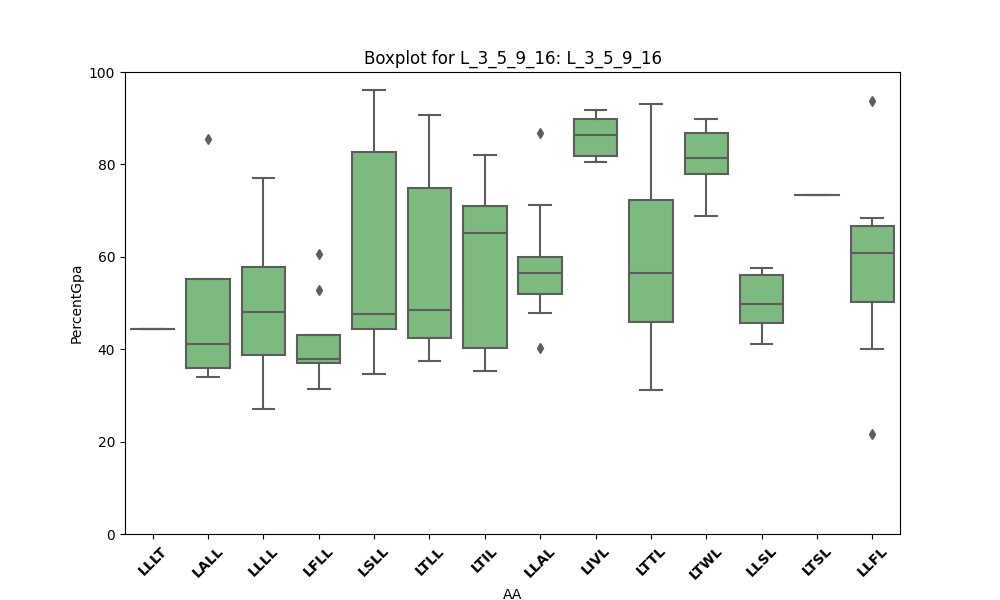 Boxplot for L_3_5_9_16: L_3_5_9_16
100
80
60
40
20
0
PercentGpa
LLLT LALL LLLL LFLL LSLL LTLL LTIL LLAL LIVL LTTL LTWL LLSL LTSL LLFL
AA